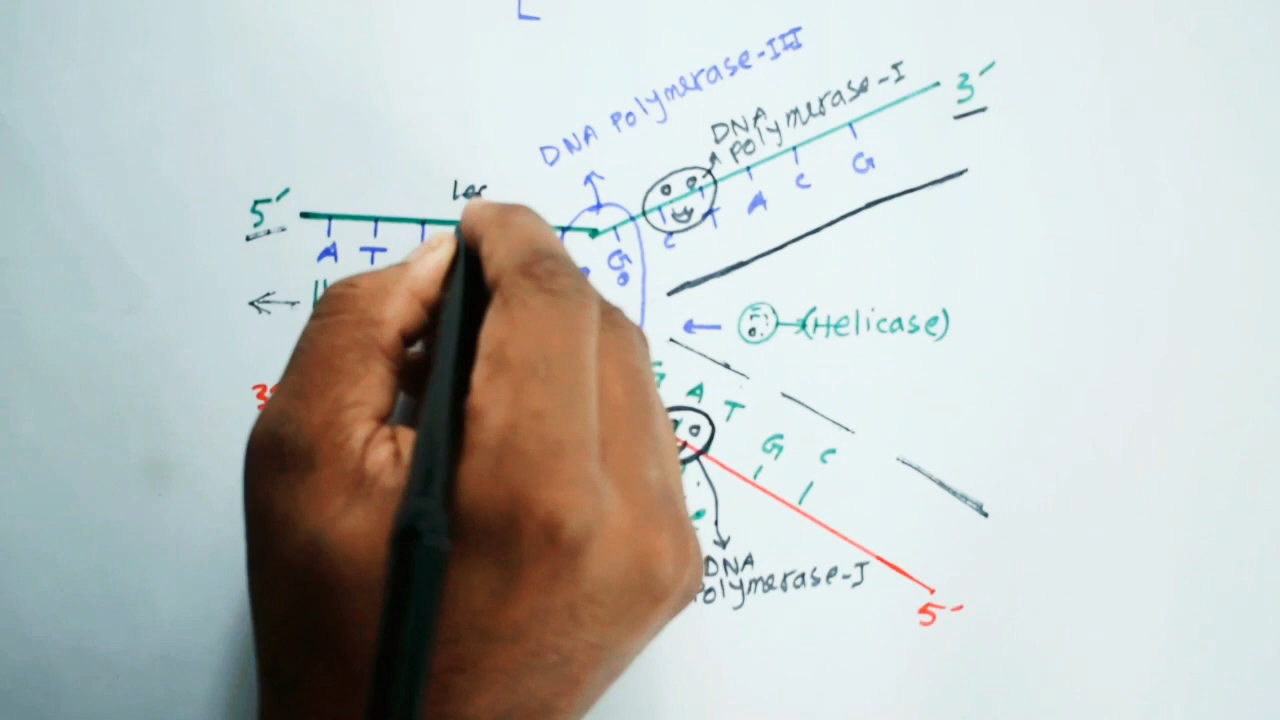 DNA Polymerase-III
DNA
Polymerase-I
3′
5′
A T
G
C T A C G
(Helicase)
A T
G C
DNA
Polymerase-I
5′